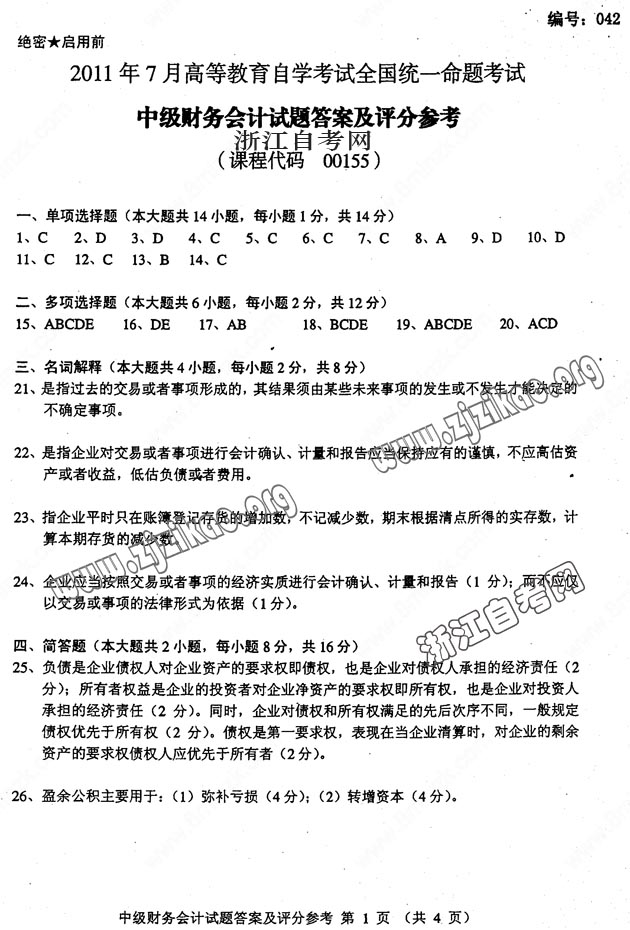 编号：042
绝密★启用前
2011 年 7 月高等教育自学考试全国统一命题考试
中级财务会计试题答案及评分参考
浙江自考网
（课程代码　00155）
一、单项选择题（本大题共 14 小题，每小题 1 分，共 14 分）
1、C　2、D　3、D　4、C　5、C　6、C　7、C　8、A　9、D　10、D
11、C　12、C　13、B　14、C
二、多项选择题（本大题共 6 小题，每小题 2 分，共 12 分）
15、ABCDE　16、DE　17、AB　18、BCDE　19、ABCDE　20、ACD
三、名词解释（本大题共 4 小题，每小题 2 分，共 8 分）
21、是指过去的交易或者事项形成的，其结果须由某些未来事项的发生或不发生才能决定的
不确定事项。
22、是指企业对交易或者事项进行会计确认、计量和报告应当保持应有的谨慎，不应高估资
产或者收益，低估负债或者费用。
www.zjzikao.org
23、指企业平时只在账簿登记存货的增加数，不记减少数，期末根据清点所得的实存数，计
算本期存货的减少数。
www.zjzikao.org
24、企业应当按照交易或者事项的经济实质进行会计确认、计量和报告（1 分）；而不应仅
以交易或事项的法律形式为依据（1 分）。
浙江自考网
四、简答题（本大题共 2 小题，每小题 8 分，共 16 分）
25、负债是企业债权人对企业资产的要求权即债权，也是企业对债权人承担的经济责任（2
分）；所有者权益是企业的投资者对企业净资产的要求权即所有权，也是企业对投资人
承担的经济责任（2 分）。同时，企业对债权和所有权满足的先后次序不同，一般规定
债权优先于所有权（2 分）。债权是第一要求权，表现在当企业清算时，对企业的剩余
资产的要求权债权人应优先于所有者（2 分）。
26、盈余公积主要用于：（1）弥补亏损（4 分）；（2）转增资本（4 分）。
中级财务会计试题答案及评分参考 第 1 页 （共 4 页）